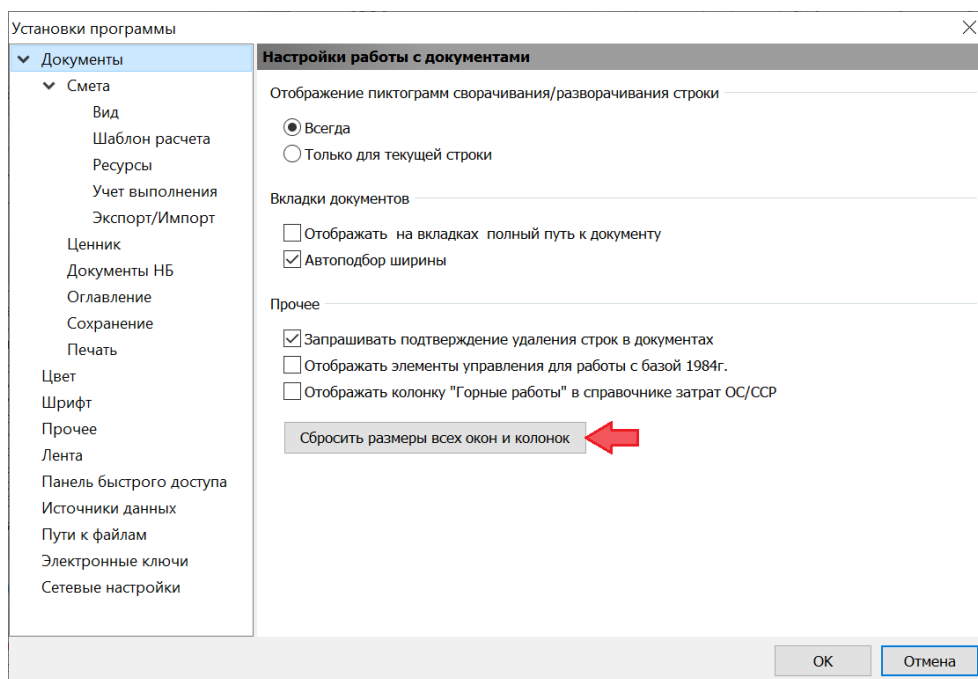 Установки программы
Документы
Смета
Вид
Шаблон расчета
Ресурсы
Учет выполнения
Экспорт/Импорт
Ценник
Документы НБ
Оглавление
Сохранение
Печать
Цвет
Шрифт
Прочее
Лента
Панель быстрого доступа
Источники данных
Пути к файлам
Электронные ключи
Сетевые настройки
Настройки работы с документами
Отображение пиктограмм сворачивания/разворачивания строки
Всегда
Только для текущей строки
Вкладки документов
Отображать на вкладках полный путь к документу
Автоподбор ширины
Прочее
Запрашивать подтверждение удаления строк в документах
Отображать элементы управления для работы с базой 1984г.
Отображать колонку "Горные работы" в справочнике затрат ОС/ССР
Сбросить размеры всех окон и колонок
ОК
Отмена